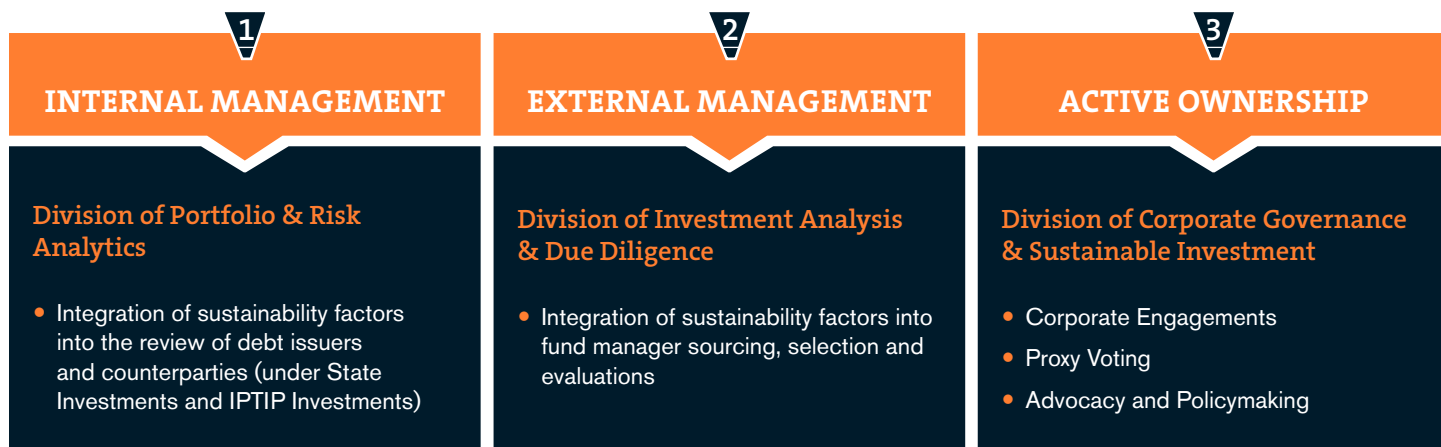 1
INTERNAL MANAGEMENT
Division of Portfolio & Risk
Analytics
• Integration of sustainability factors
into the review of debt issuers
and counterparties (under State
Investments and IPTIP Investments)
2
EXTERNAL MANAGEMENT
Division of Investment Analysis
& Due Diligence
• Integration of sustainability factors into
fund manager sourcing, selection and
evaluations
3
ACTIVE OWNERSHIP
Division of Corporate Governance
& Sustainable Investment
• Corporate Engagements
• Proxy Voting
• Advocacy and Policymaking